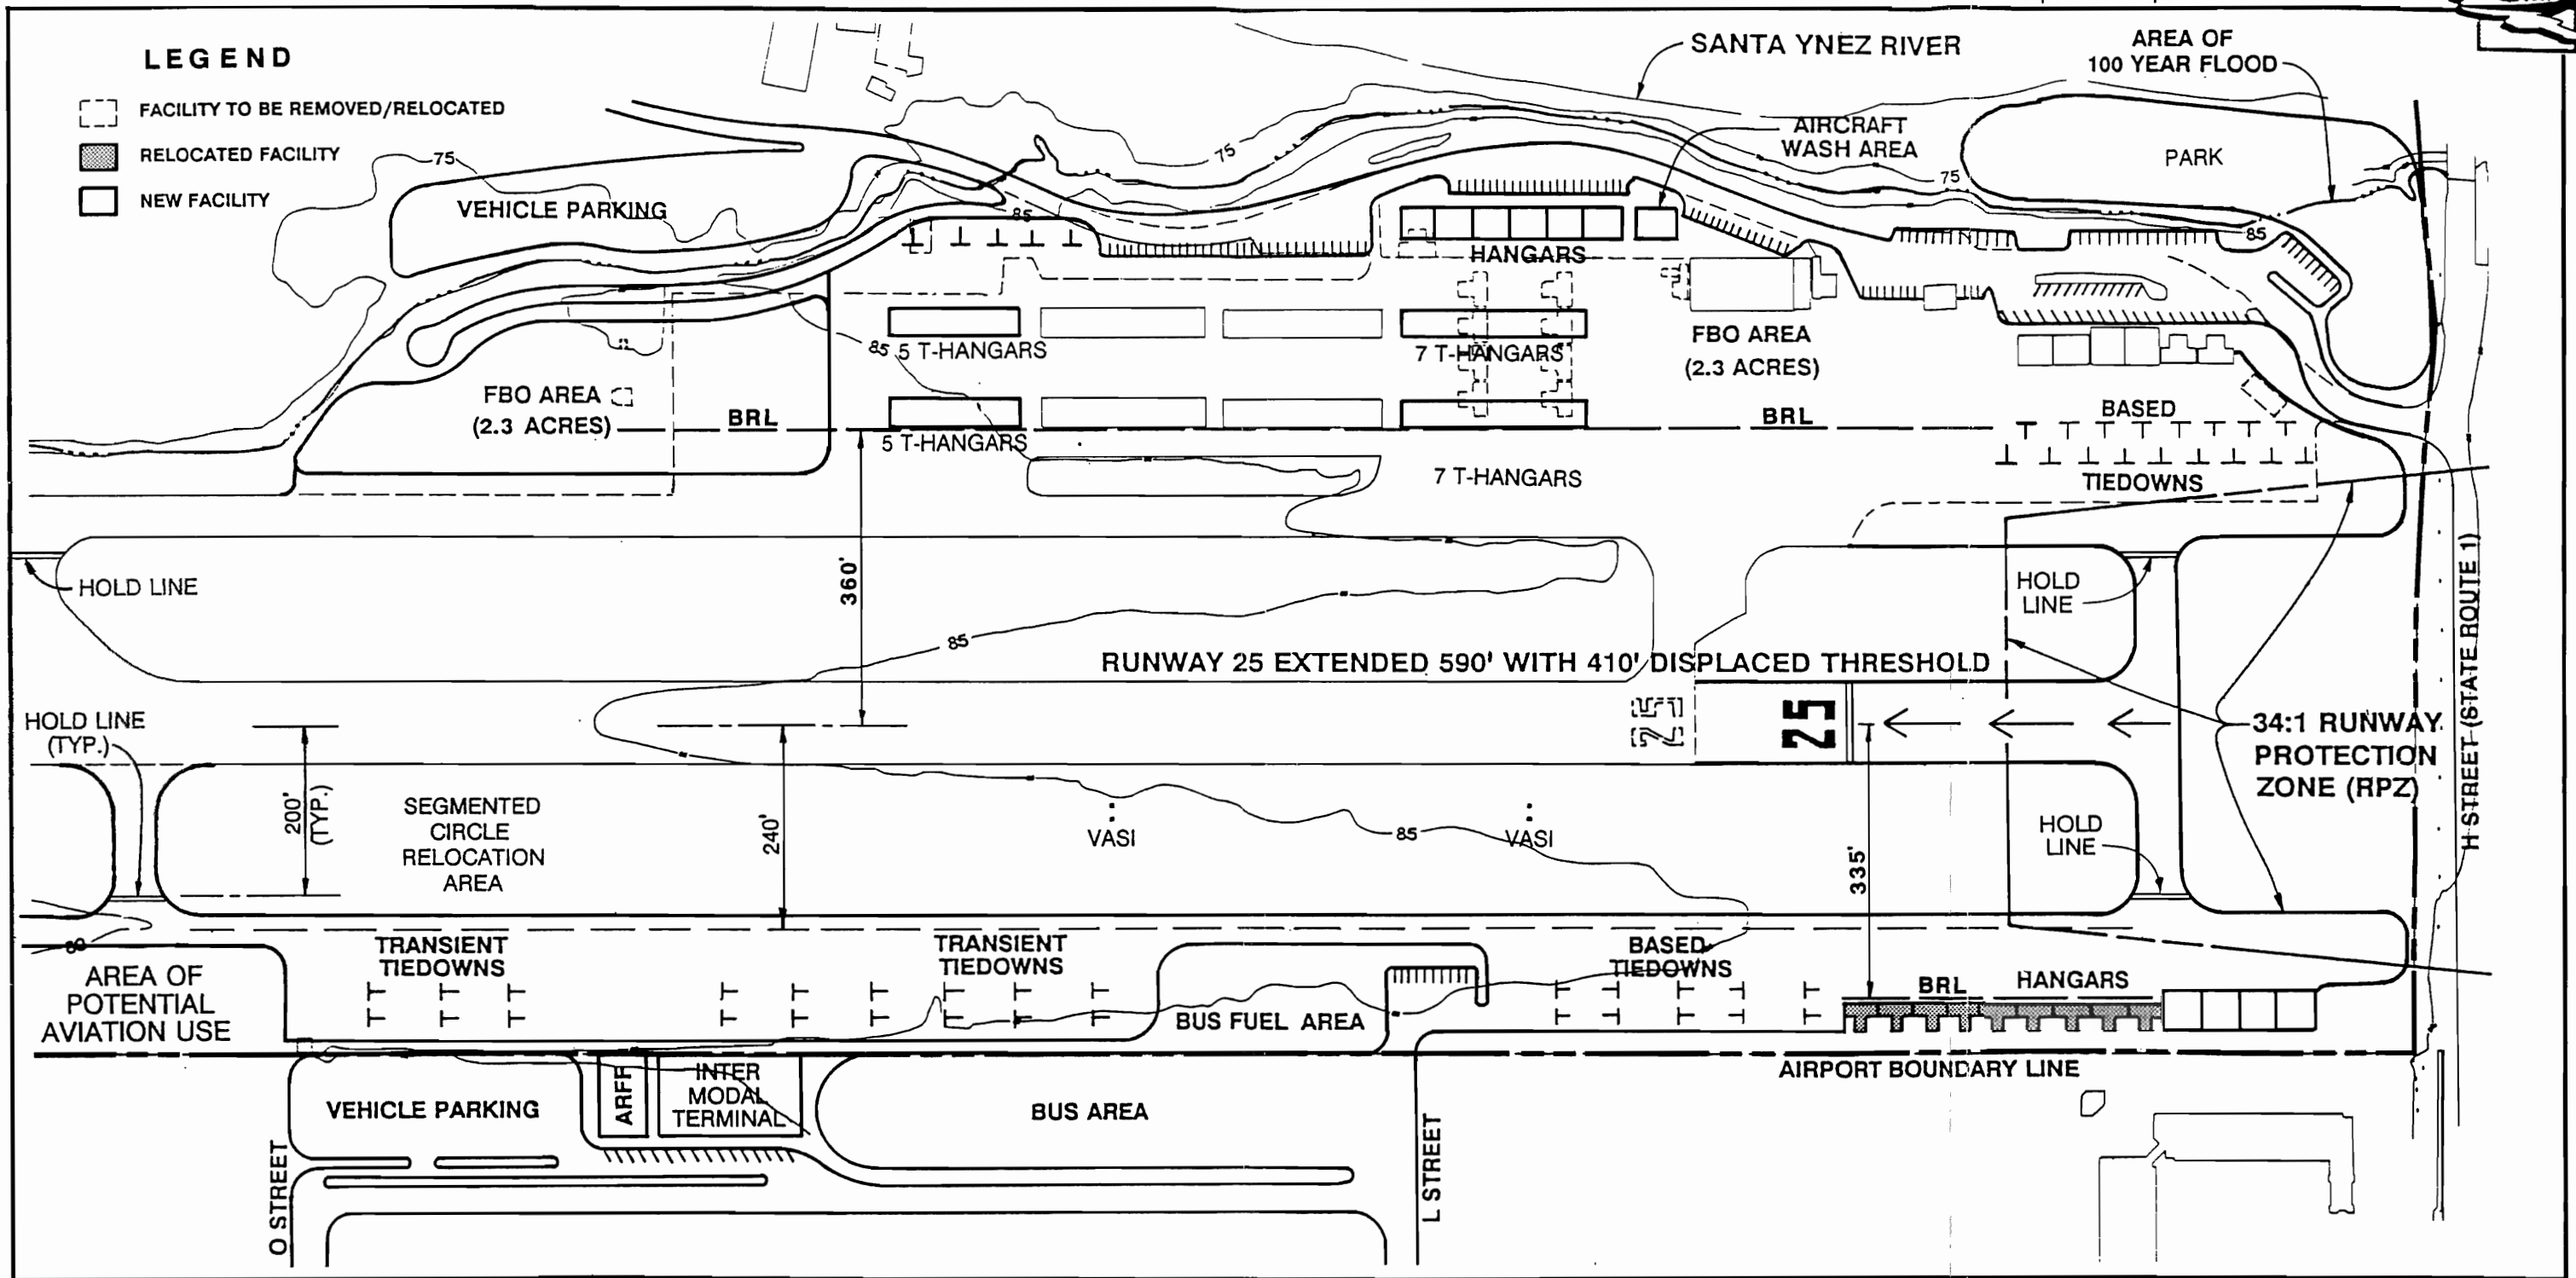 LEGEND
FACILITY TO BE REMOVED/RELOCATED
RELOCATED FACILITY
NEW FACILITY
SANTA YNEZ RIVER
AREA OF
100 YEAR FLOOD
AIRCRAFT
WASH AREA
PARK
75
75
75
VEHICLE PARKING
85
85
HANGARS
FBO AREA
(2.3 ACRES)
85
5 T-HANGARS
7 T-HANGARS
FBO AREA
(2.3 ACRES)
BRL
BRL
BASED
TIEDOWNS
5 T-HANGARS
7 T-HANGARS
HOLD LINE
360'
HOLD
LINE
85
RUNWAY 25 EXTENDED 590' WITH 410' DISPLACED THRESHOLD
H STREET (STATE ROUTE 1)
HOLD LINE
(TYP.)
25
25
34:1 RUNWAY
PROTECTION
ZONE (RPZ)
200'
(TYP.)
SEGMENTED
CIRCLE
RELOCATION
AREA
240'
VASI
85
VASI
335'
HOLD
LINE
80
AREA OF
POTENTIAL
AVIATION USE
TRANSIENT
TIEDOWNS
TRANSIENT
TIEDOWNS
BUS FUEL AREA
BASED
TIEDOWNS
BRL
HANGARS
AIRPORT BOUNDARY LINE
VEHICLE PARKING
ARFF
INTER
MODAL
TERMINAL
BUS AREA
O STREET
L STREET